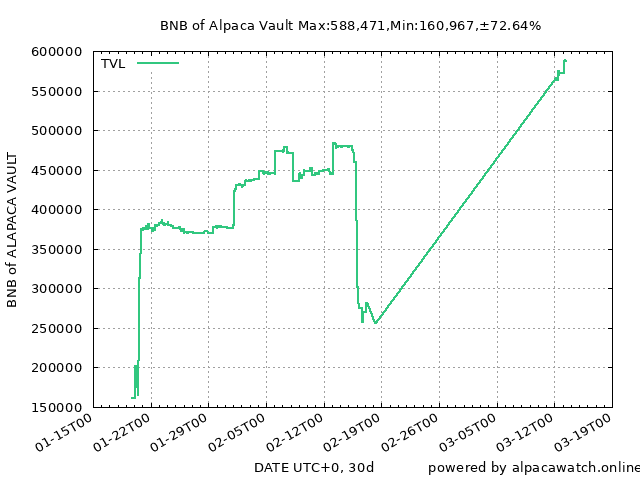 BNB of Alpaca Vault Max:588,471,Min:160,967,±72.64%
TVL
600000
550000
500000
450000
400000
350000
300000
250000
200000
150000
BNB of ALAPACA VAULT
01-15T00
01-22T00
01-29T00
02-05T00
02-12T00
02-19T00
02-26T00
03-05T00
03-12T00
03-19T00
DATE UTC+0, 30d
powered by alpacawatch.online